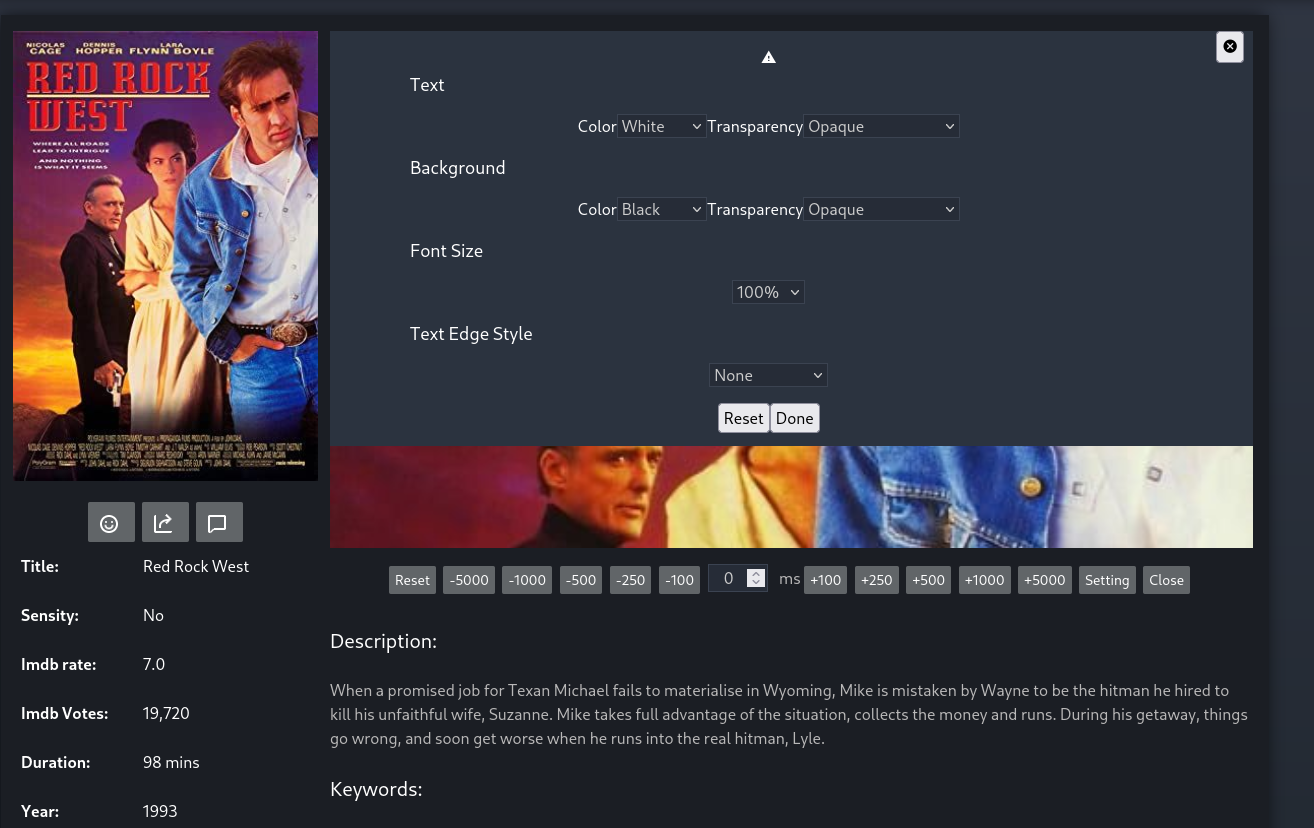 NICOLAS CAGE DENNIS HOPPER LARA FLYNN BOYLE
RED ROCK
WEST
WHERE ALL ROADS
LEAD TO INTRIGUE
AND NOTHING
IS WHAT IT SEEMS
Title: Red Rock West
Sensity: No
Imdb rate: 7.0
Imdb Votes: 19,720
Duration: 98 mins
Year: 1993
Text
Color White Transparency Opaque
Background
Color Black Transparency Opaque
Font Size
100%
Text Edge Style
None
Reset Done
Reset -5000 -1000 -500 -250 -100 0 ms +100 +250 +500 +1000 +5000 Setting Close
Description:
When a promised job for Texan Michael fails to materialise in Wyoming, Mike is mistaken by Wayne to be the hitman he hired to
kill his unfaithful wife, Suzanne. Mike takes full advantage of the situation, collects the money and runs. During his getaway, things
go wrong, and soon get worse when he runs into the real hitman, Lyle.
Keywords: